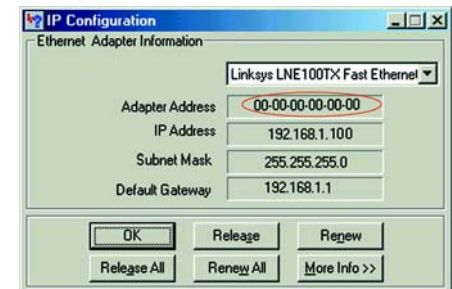 IP Configuration
Ethernet Adapter Information
Linksys LNE100TX Fast Ethernet
Adapter Address 00-00-00-00-00-00
IP Address 192.168.1.100
Subnet Mask 255.255.255.0
Default Gateway 192.168.1.1
OK Release Renew
Release All Renew All More Info >>